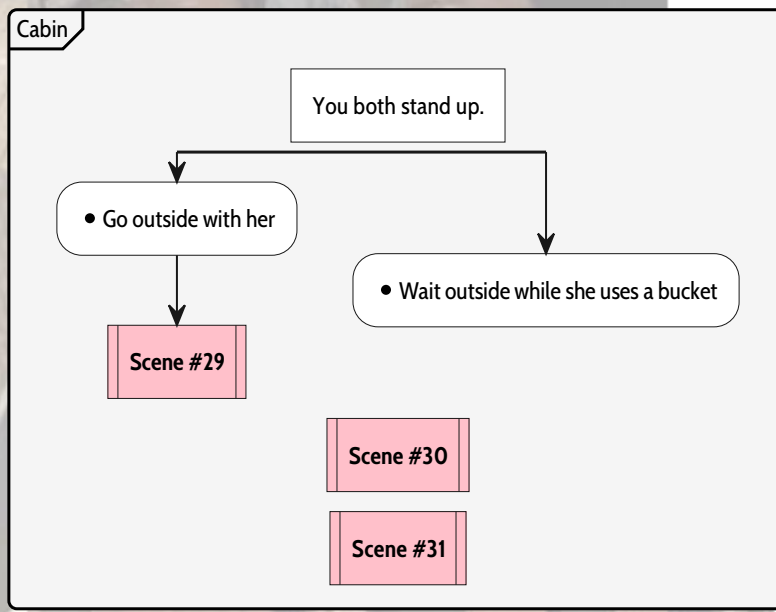 Cabin
You both stand up.
• Go outside with her
• Wait outside while she uses a bucket
Scene #29
Scene #30
Scene #31